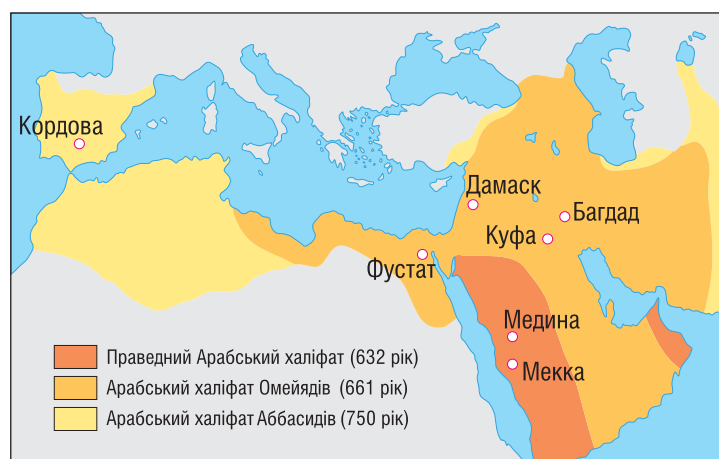 Кордова
Дамаск
Багдад
Куфа
Фустат
Медина
Мекка
Праведний Арабський халіфат (632 рік)
Арабський халіфат Омейядів (661 рік)
Арабський халіфат Аббасидів (750 рік)